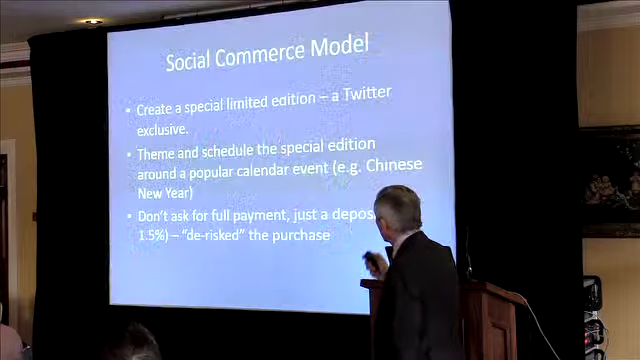 Social Commerce Model
• Create a special limited edition – a Twitter
exclusive.
• Theme and schedule the special edition
around a popular calendar event (e.g. Chinese
New Year)
• Don't ask for full payment, just a
1.5%) – "de-risked" the purchase